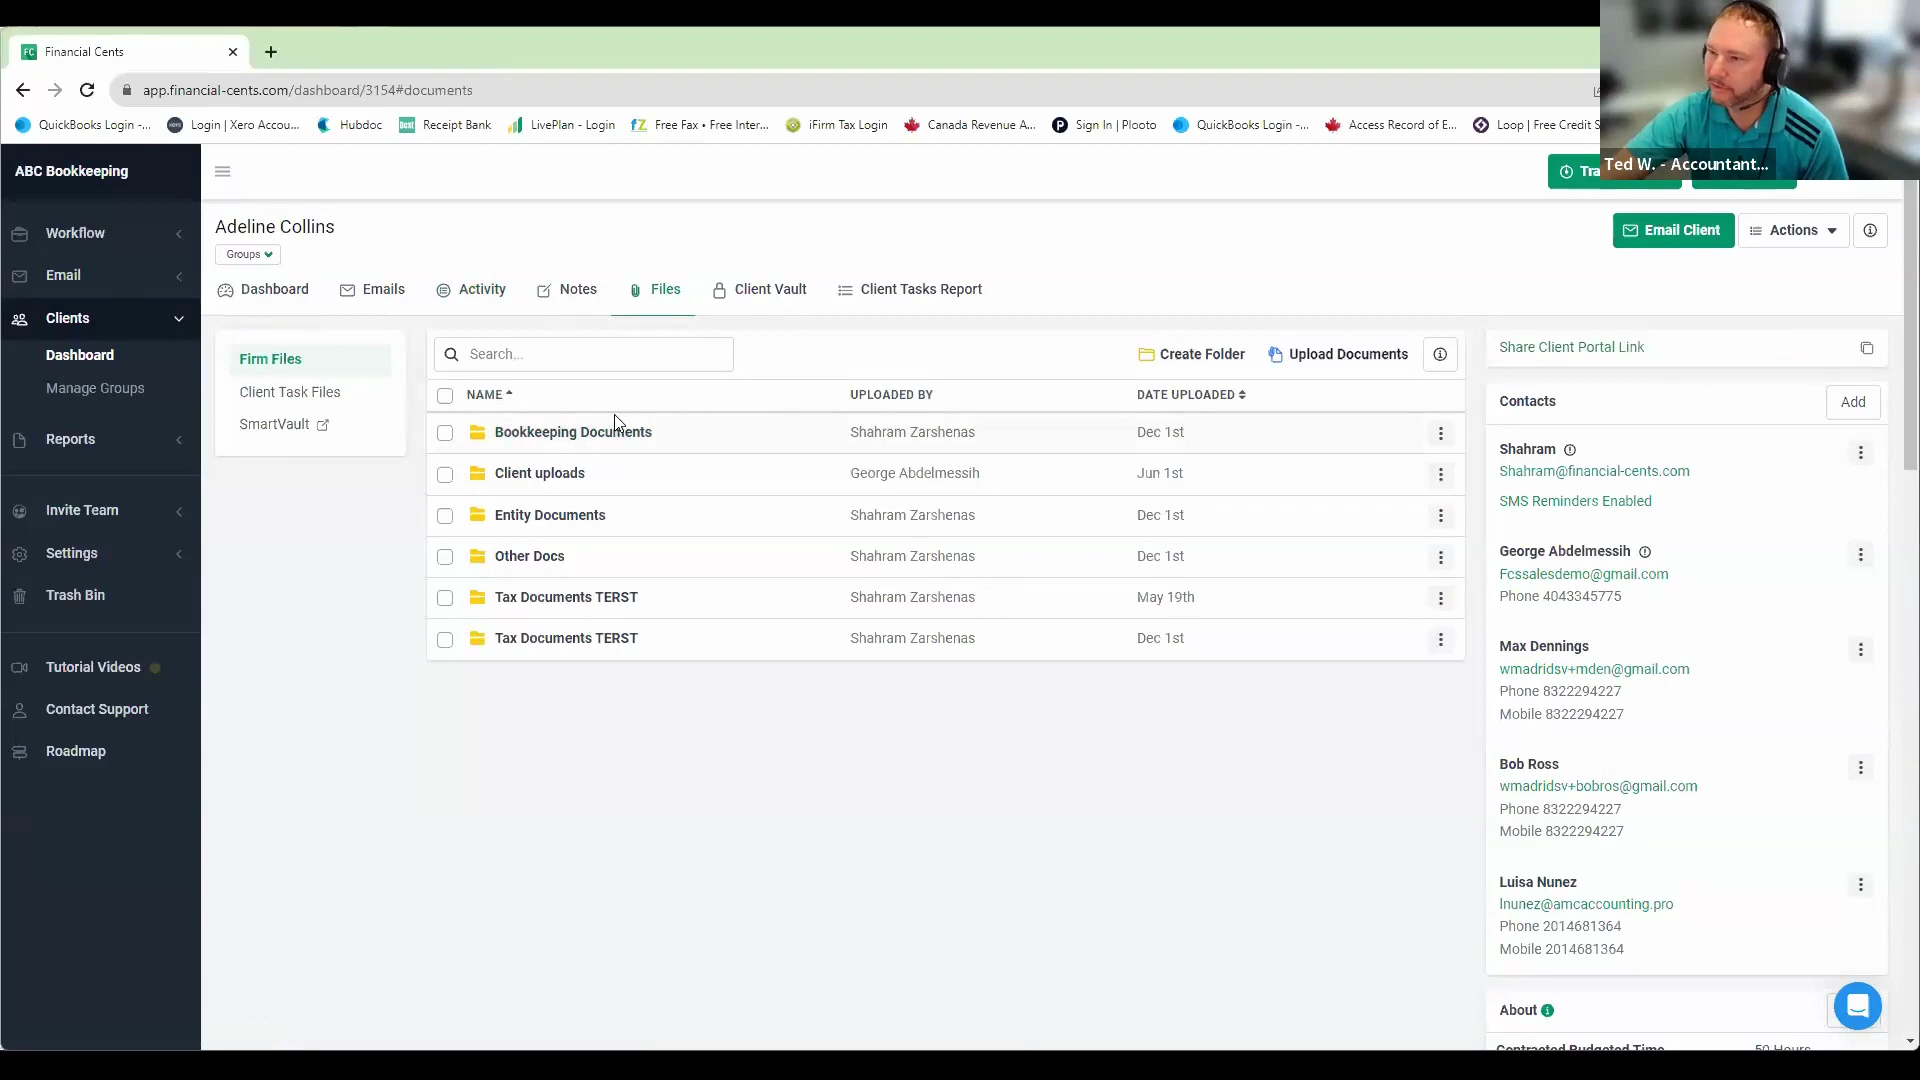 Financial Cents
app.financial-cents.com/dashboard/3154#documents
QuickBooks Login -... Login | Xero Accou... Hubdoc Receipt Bank LivePlan - Login Free Fax • Free Inter... iFirm Tax Login Canada Revenue A... Sign In | Plooto QuickBooks Login -... Access Record of E... Loop | Free Credit S
Ted W. - Accountant...
ABC Bookkeeping
Tra
Workflow
Email
Clients
Dashboard
Manage Groups
Reports
Invite Team
Settings
Trash Bin
Tutorial Videos
Contact Support
Roadmap
Adeline Collins
Groups
Email Client Actions
Dashboard Emails Activity Notes Files Client Vault Client Tasks Report
Firm Files
Client Task Files
SmartVault
Search... Create Folder Upload Documents
NAME UPLOADED BY DATE UPLOADED
Bookkeeping Documents Shahram Zarshenas Dec 1st
Client uploads George Abdelmessih Jun 1st
Entity Documents Shahram Zarshenas Dec 1st
Other Docs Shahram Zarshenas Dec 1st
Tax Documents TERST Shahram Zarshenas May 19th
Tax Documents TERST Shahram Zarshenas Dec 1st
Share Client Portal Link
Contacts Add
Shahram
Shahram@financial-cents.com
SMS Reminders Enabled
George Abdelmessih
Fcssalesdemo@gmail.com
Phone 4043345775
Max Dennings
wmadridsv+mden@gmail.com
Phone 8322294227
Mobile 8322294227
Bob Ross
wmadridsv+bobros@gmail.com
Phone 8322294227
Mobile 8322294227
Luisa Nunez
lnunez@amcaccounting.pro
Phone 2014681364
Mobile 2014681364
About
Contracted Budgeted Time 50 Hours